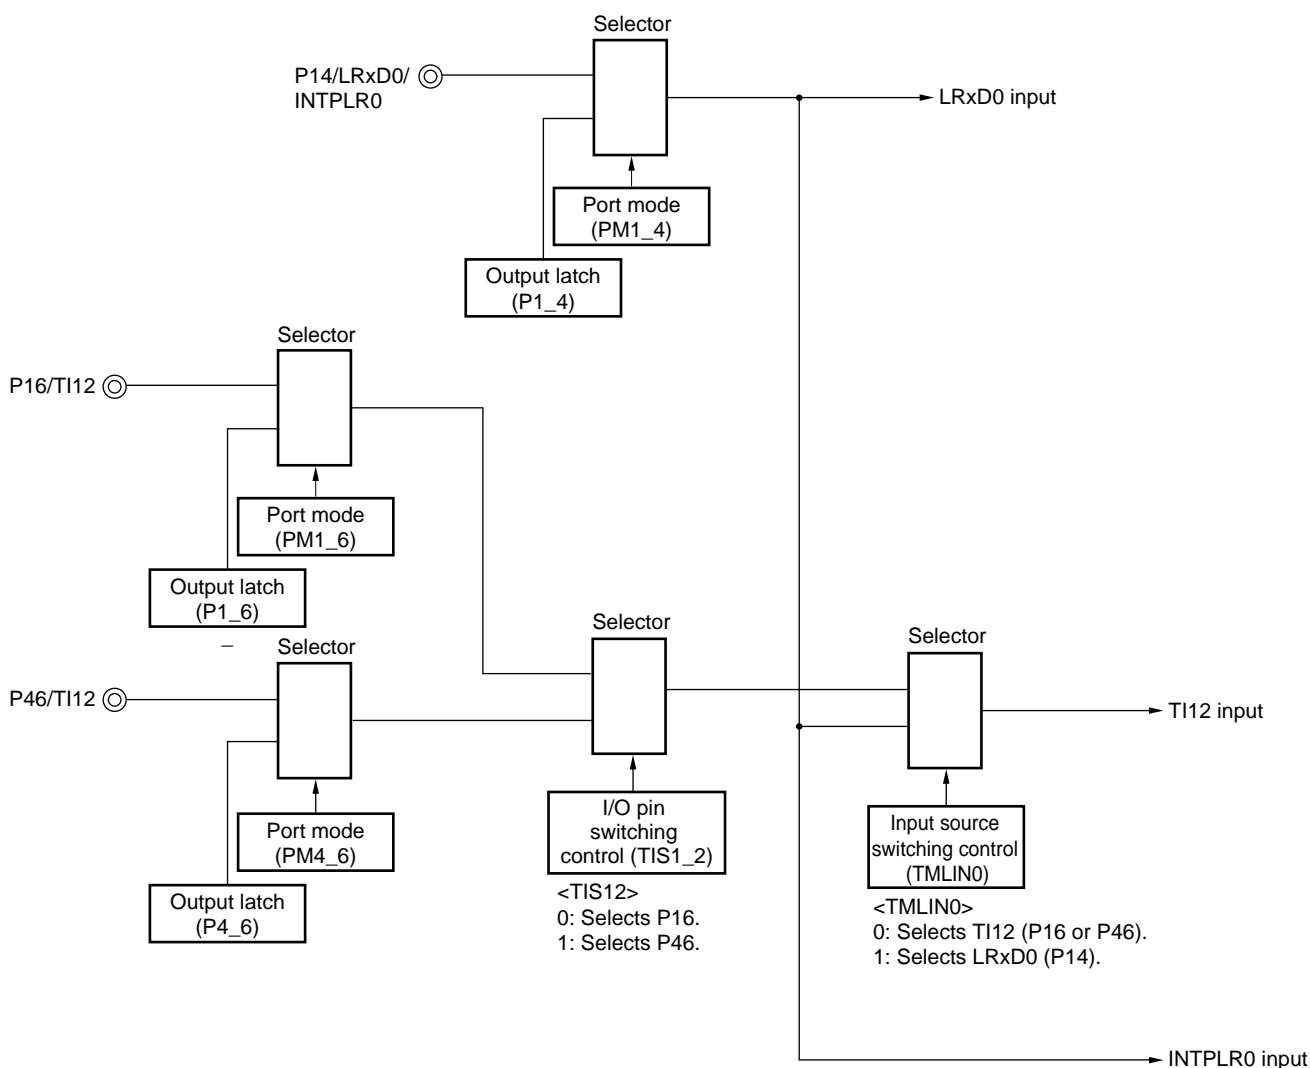 Selector
P14/LRxD0/
INTPLR0
LRxD0 input
Port mode
(PM1_4)
Output latch
(P1_4)
Selector
P16/TI12
Port mode
(PM1_6)
Output latch
(P1_6)
–
Selector
P46/TI12
Port mode
(PM4_6)
Output latch
(P4_6)
Selector
I/O pin
switching
control (TIS1_2)
<TIS12>
0: Selects P16.
1: Selects P46.
Selector
TI12 input
Input source
switching control
(TMLIN0)
<TMLIN0>
0: Selects TI12 (P16 or P46).
1: Selects LRxD0 (P14).
INTPLR0 input